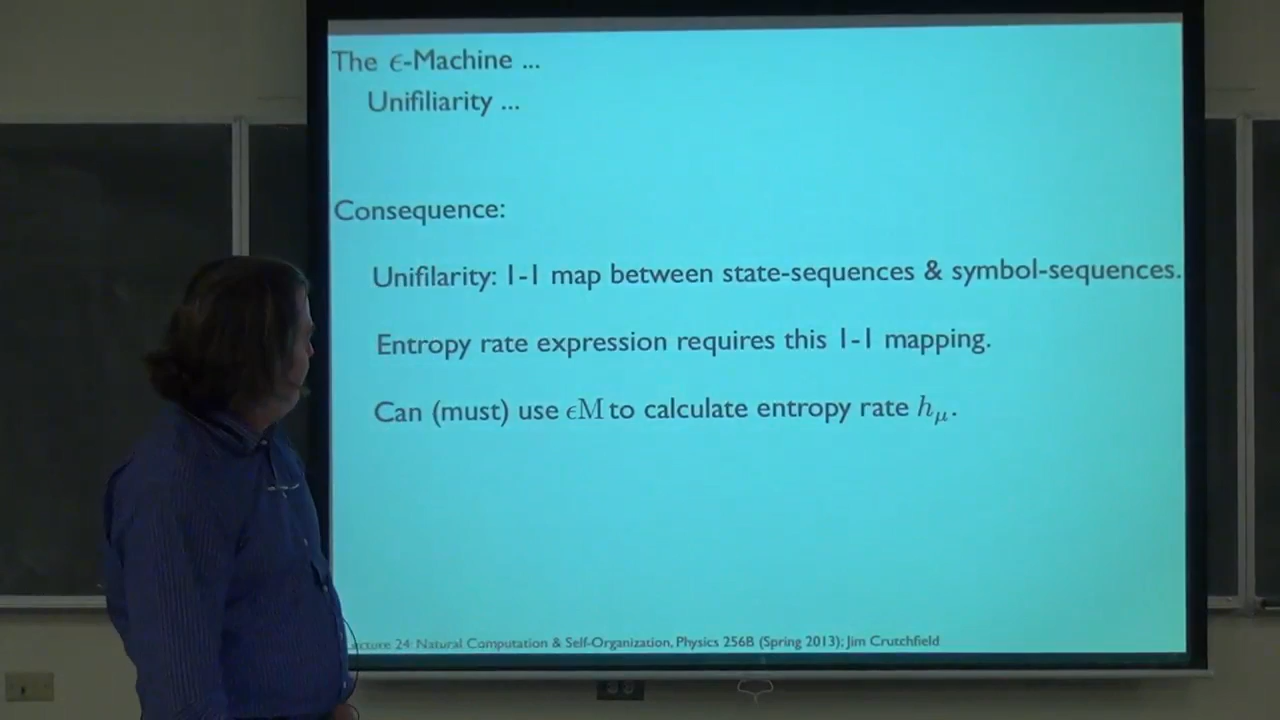 The ϵ-Machine ...
Unifiliarity ...
Consequence:
Unifilarity: 1-1 map between state-sequences & symbol-sequences.
Entropy rate expression requires this 1-1 mapping.
Can (must) use ϵM to calculate entropy rate hμ.
Lecture 24: Natural Computation & Self-Organization, Physics 256B (Spring 2013); Jim Crutchfield